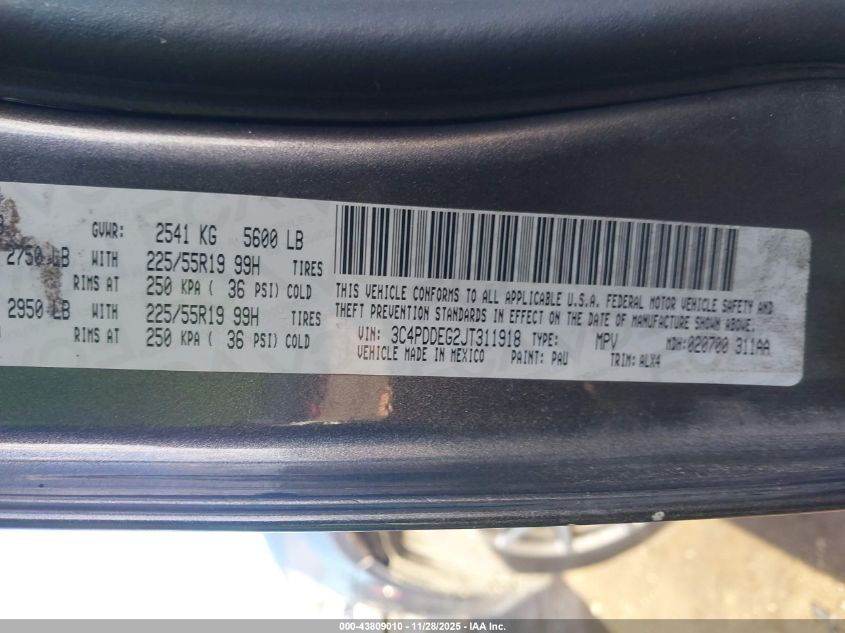 GVWR: 2541 KG 5600 LB
2750 LB WITH 225/55R19 99H TIRES
RIMS AT 250 KPA ( 36 PSI) COLD
2950 LB WITH 225/55R19 99H TIRES
RIMS AT 250 KPA ( 36 PSI) COLD
THIS VEHICLE CONFORMS TO ALL APPLICABLE U.S.A. FEDERAL MOTOR VEHICLE SAFETY AND
THEFT PREVENTION STANDARDS IN EFFECT ON THE DATE OF MANUFACTURE SHOWN ABOVE.
VIN: 3C4PDDEG2JT311918 TYPE: MPV MDH:020700 311AA
VEHICLE MADE IN MEXICO PAINT: PAU TRIM: ALX4
000-43809010 - 11/28/2025 - IAA Inc.